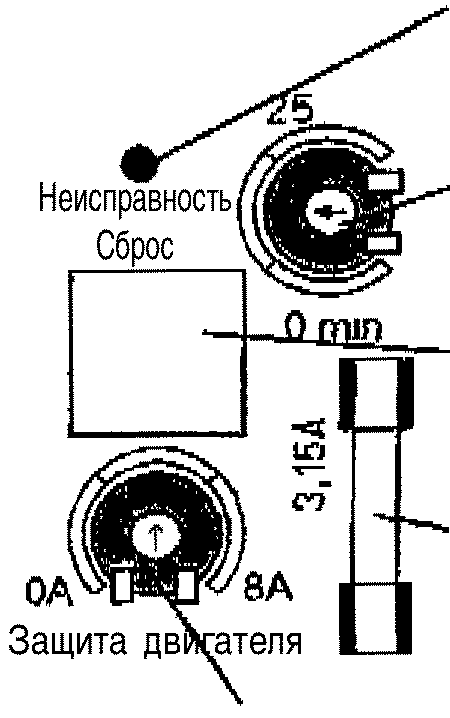 25
Неисправность
Сброс
0 min
3,15A
0A
8A
Защита двигателя